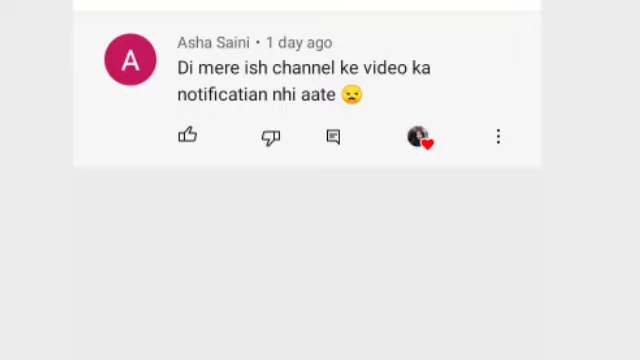 A
Asha Saini • 1 day ago
Di mere ish channel ke video ka
notificatian nhi aate 😒